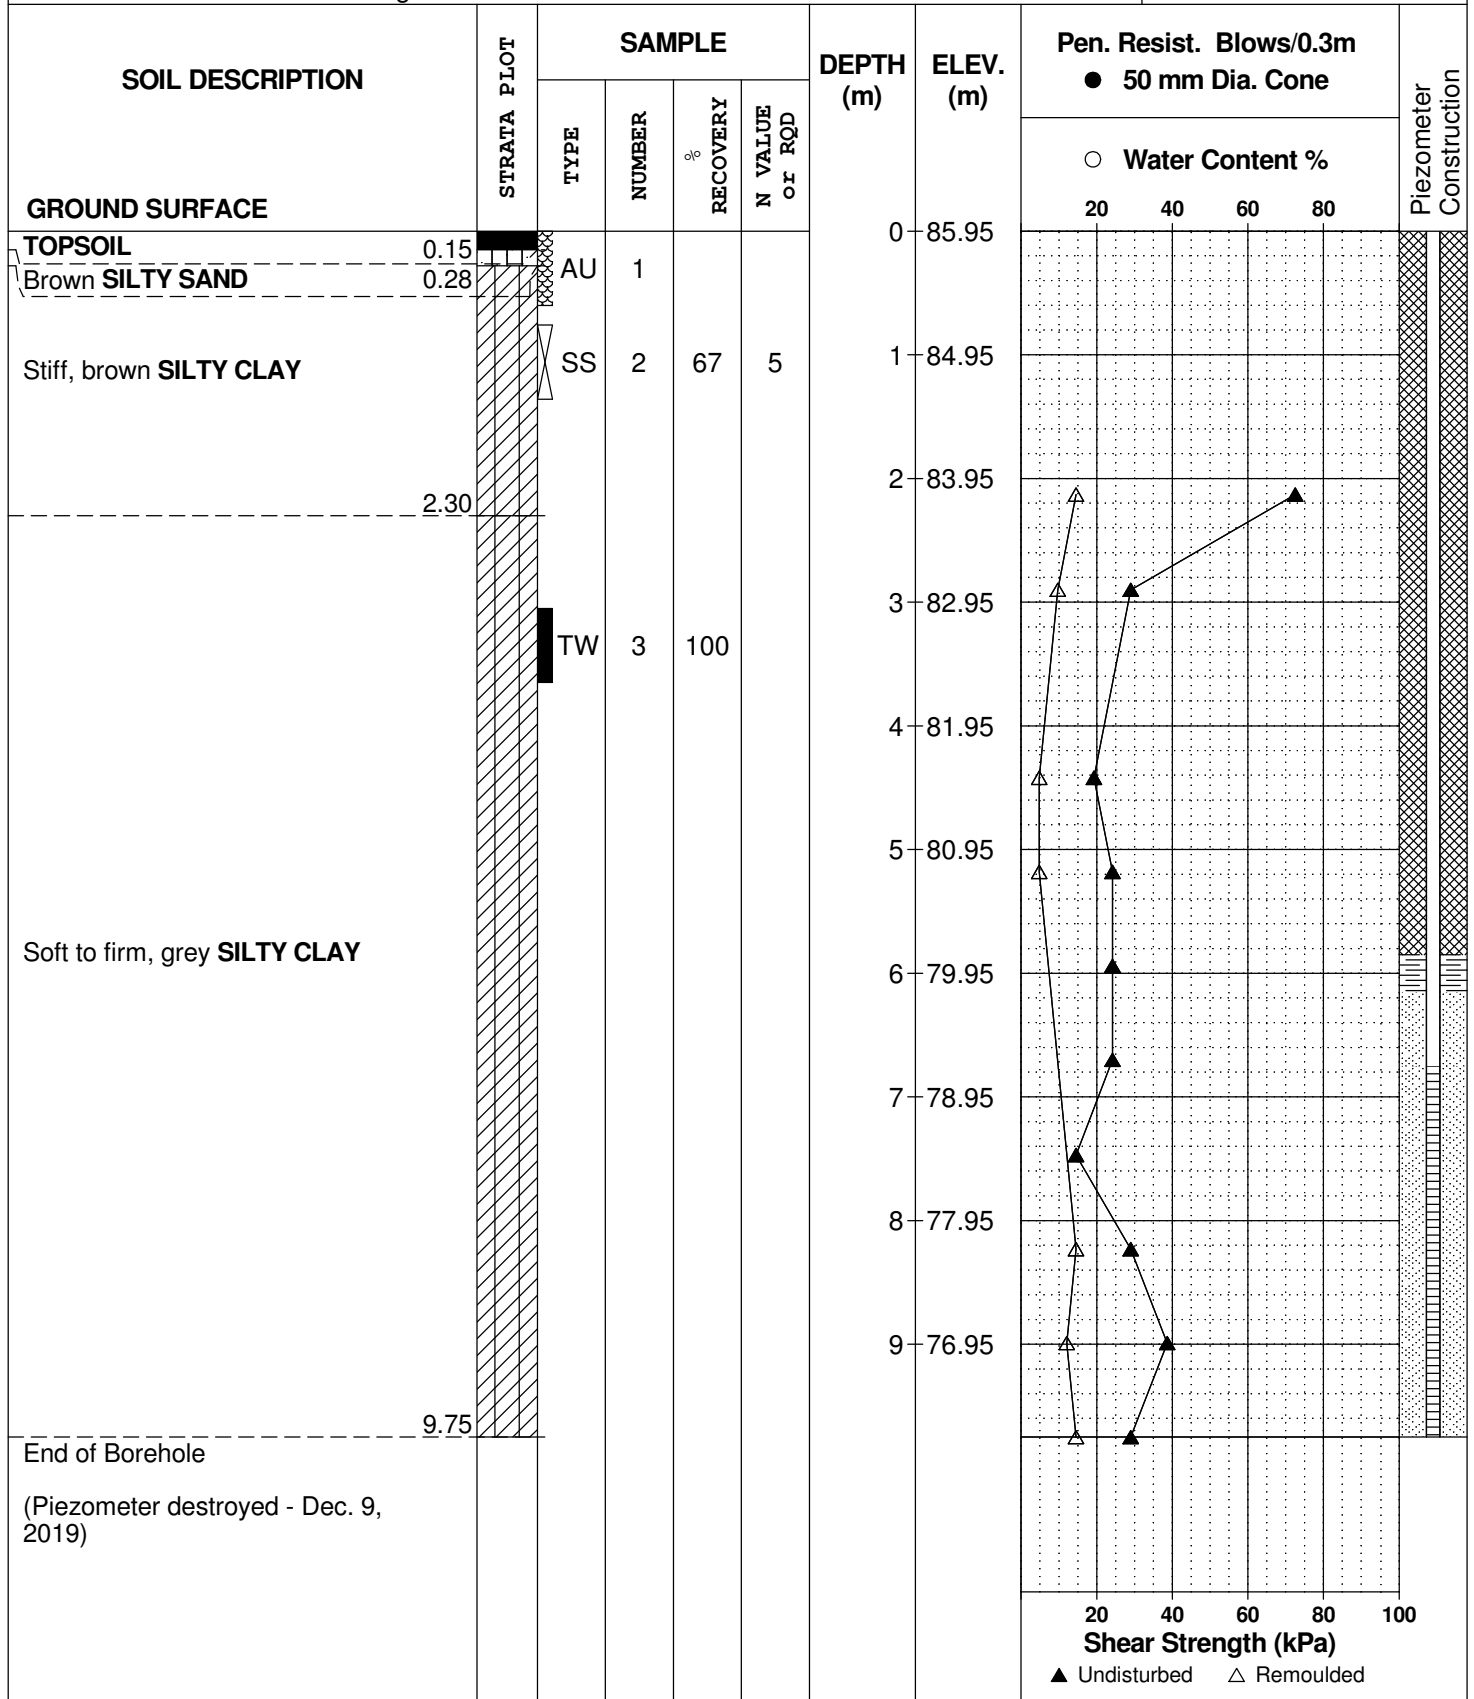 SOIL DESCRIPTION
STRATA PLOT
SAMPLE
TYPE
NUMBER
% RECOVERY
N VALUE or RQD
DEPTH (m)
ELEV. (m)
Pen. Resist. Blows/0.3m
● 50 mm Dia. Cone
○ Water Content %
20 40 60 80
Piezometer Construction
GROUND SURFACE
0 85.95
TOPSOIL 0.15
Brown SILTY SAND 0.28
AU 1
Stiff, brown SILTY CLAY
SS 2 67 5
1 84.95
2 83.95
2.30
3 82.95
TW 3 100
4 81.95
5 80.95
Soft to firm, grey SILTY CLAY
6 79.95
7 78.95
8 77.95
9 76.95
9.75
End of Borehole
(Piezometer destroyed - Dec. 9,
2019)
20 40 60 80 100
Shear Strength (kPa)
▲ Undisturbed △ Remoulded